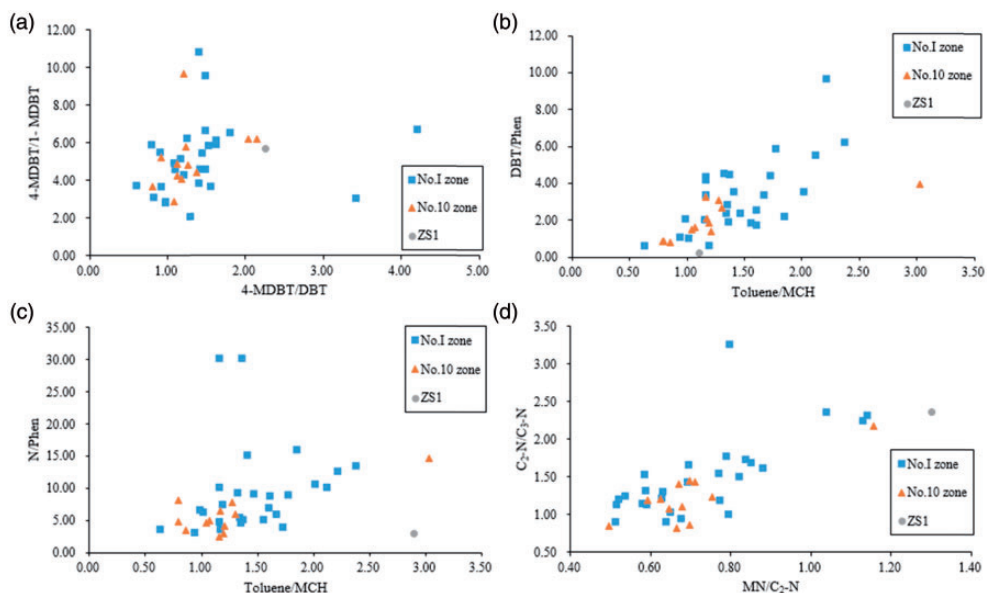 (a)
12.00
10.00
8.00
6.00
4.00
2.00
0.00
4-MDBT/1- MDBT
0.00 1.00 2.00 3.00 4.00 5.00
4-MDBT/DBT
No.I zone
No.10 zone
ZS1
(b)
12.00
10.00
8.00
6.00
4.00
2.00
0.00
DBT/Phen
0.00 0.50 1.00 1.50 2.00 2.50 3.00 3.50
Toluene/MCH
No.I zone
No.10 zone
ZS1
(c)
40.00
35.00
30.00
25.00
20.00
15.00
10.00
5.00
0.00
N/Phen
0.00 0.50 1.00 1.50 2.00 2.50 3.00 3.50
Toluene/MCH
No.I zone
No.10 zone
ZS1
(d)
3.50
3.00
2.50
2.00
1.50
1.00
0.50
C₂-N/C₃-N
0.40 0.60 0.80 1.00 1.20 1.40
MN/C₂-N
No.I zone
No.10 zone
ZS1